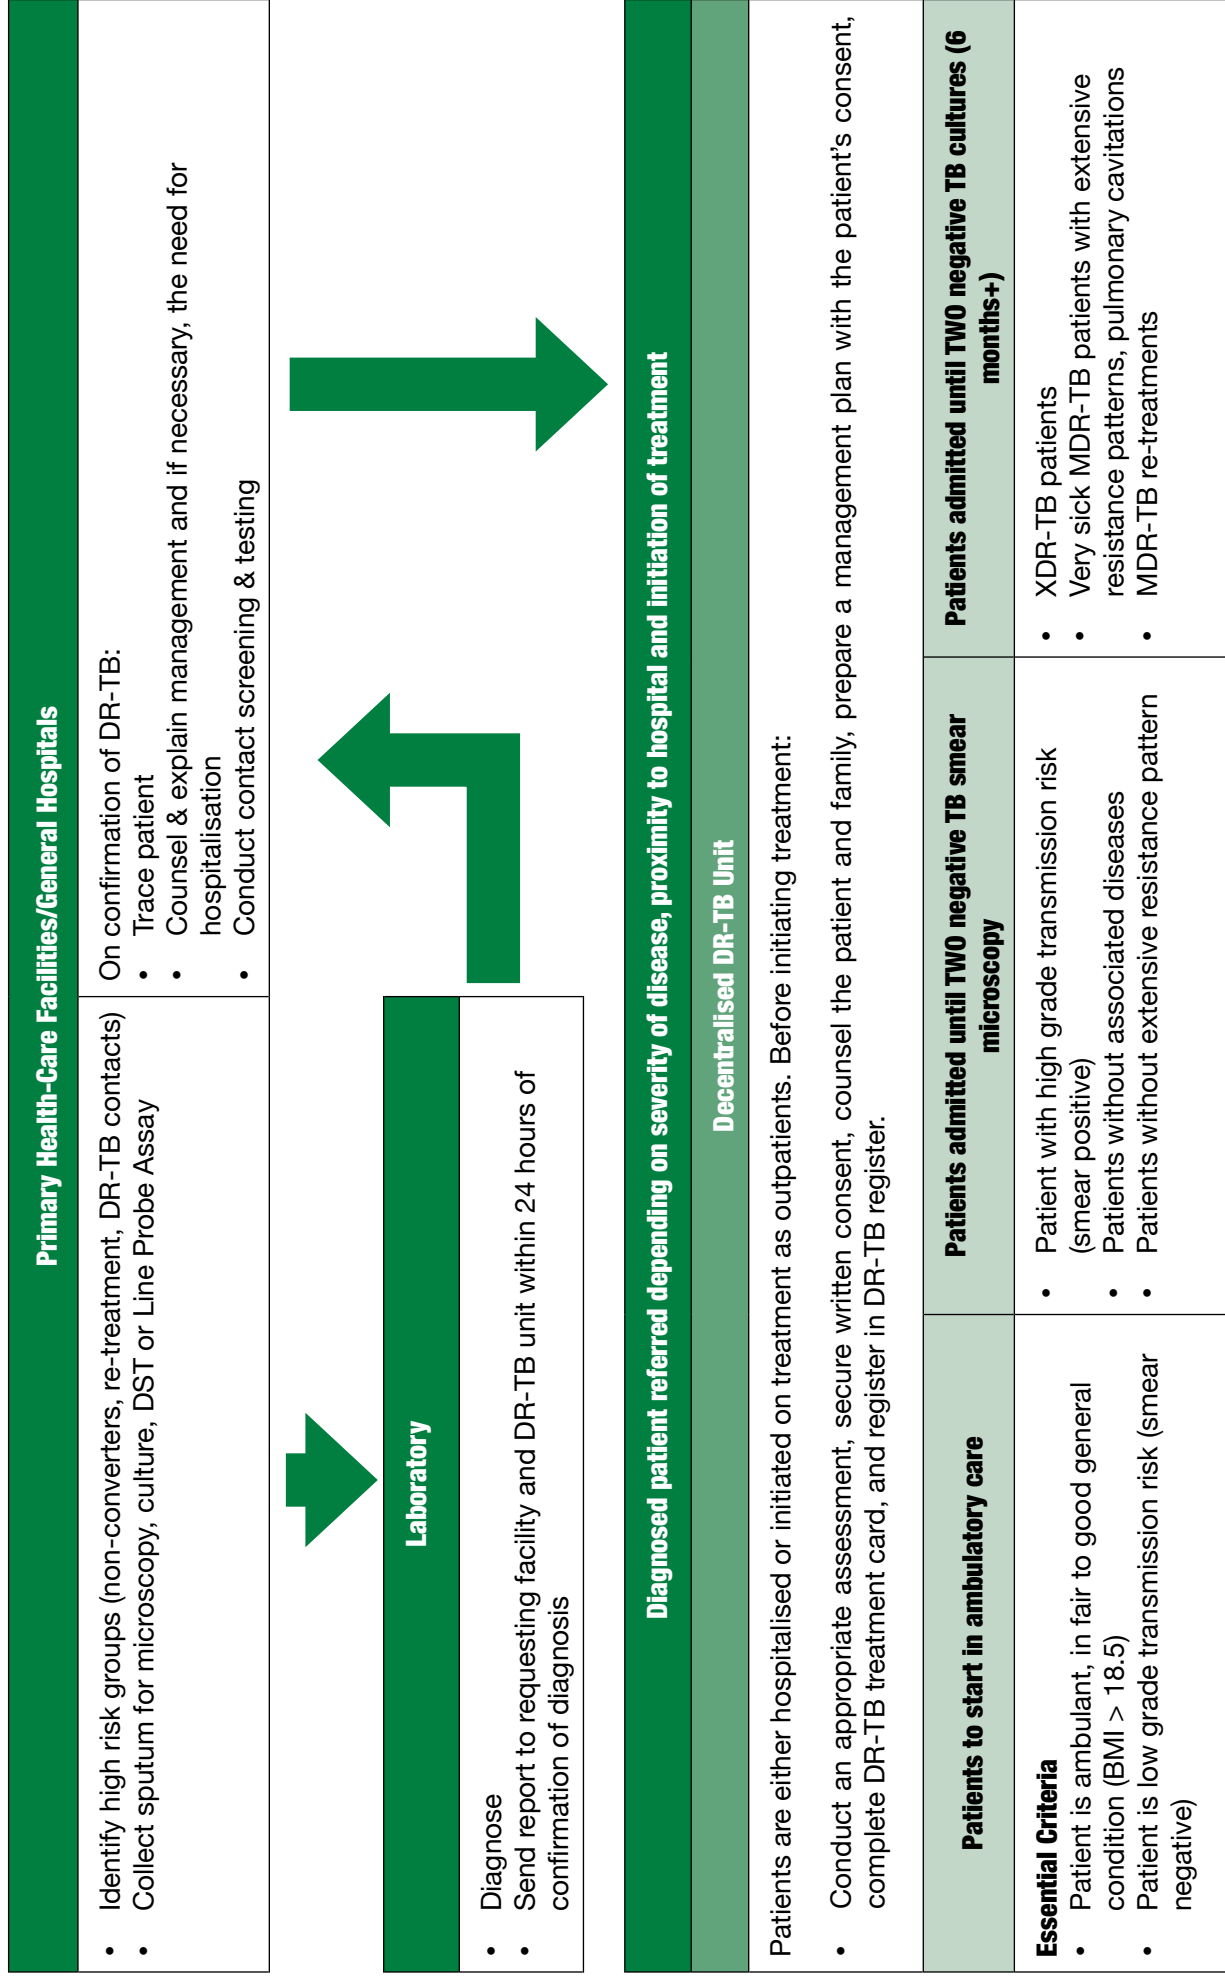 Primary Health-Care Facilities/General Hospitals
• Identify high risk groups (non-converters, re-treatment, DR-TB contacts)
• Collect sputum for microscopy, culture, DST or Line Probe Assay
On confirmation of DR-TB:
• Trace patient
• Counsel & explain management and if necessary, the need for
hospitalisation
• Conduct contact screening & testing
Laboratory
• Diagnose
• Send report to requesting facility and DR-TB unit within 24 hours of
confirmation of diagnosis
Diagnosed patient referred depending on severity of disease, proximity to hospital and initiation of treatment
Decentralised DR-TB Unit
Patients are either hospitalised or initiated on treatment as outpatients. Before initiating treatment:
• Conduct an appropriate assessment, secure written consent, counsel the patient and family, prepare a management plan with the patient's consent,
complete DR-TB treatment card, and register in DR-TB register.
Patients to start in ambulatory care
Essential Criteria
• Patient is ambulant, in fair to good general
condition (BMI > 18.5)
• Patient is low grade transmission risk (smear
negative)
Patients admitted until TWO negative TB smear
microscopy
• Patient with high grade transmission risk
(smear positive)
• Patients without associated diseases
• Patients without extensive resistance pattern
Patients admitted until TWO negative TB cultures (6
months+)
• XDR-TB patients
• Very sick MDR-TB patients with extensive
resistance patterns, pulmonary cavitations
• MDR-TB re-treatments